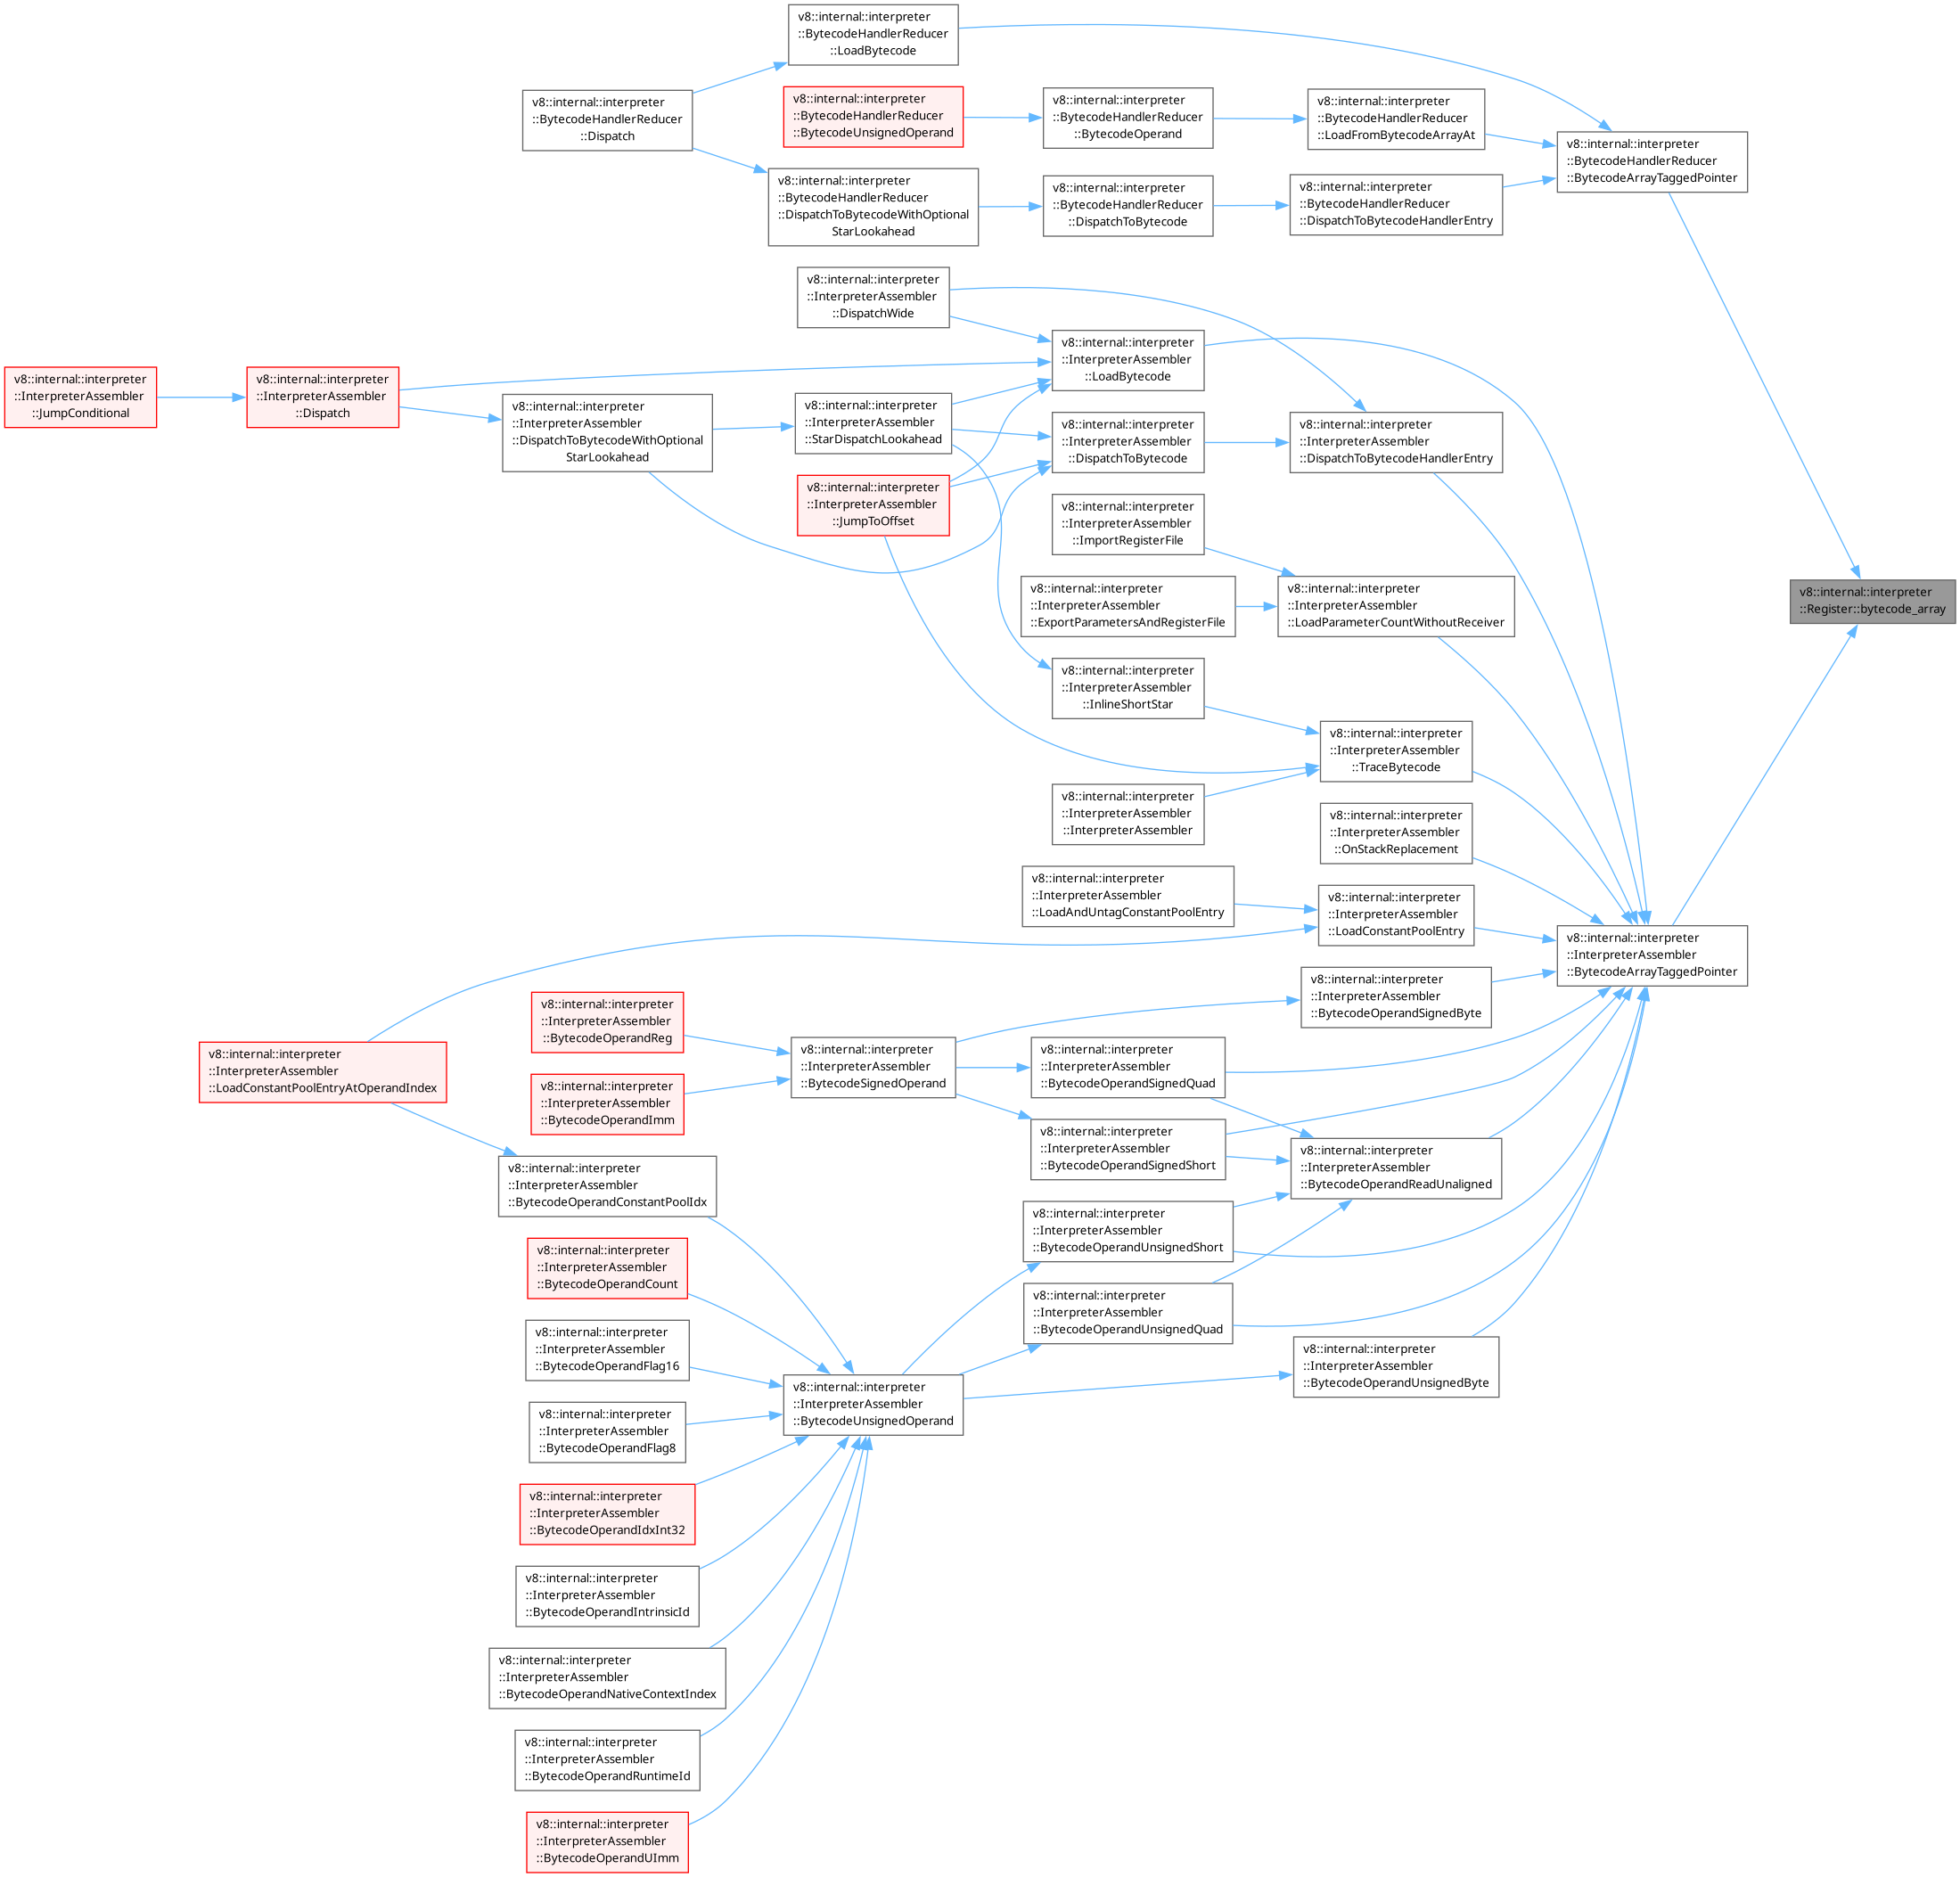 v8::internal::interpreter
::BytecodeHandlerReducer
::LoadBytecode
v8::internal::interpreter
::BytecodeHandlerReducer
::Dispatch
v8::internal::interpreter
::BytecodeHandlerReducer
::BytecodeUnsignedOperand
v8::internal::interpreter
::BytecodeHandlerReducer
::BytecodeOperand
v8::internal::interpreter
::BytecodeHandlerReducer
::LoadFromBytecodeArrayAt
v8::internal::interpreter
::BytecodeHandlerReducer
::BytecodeArrayTaggedPointer
v8::internal::interpreter
::BytecodeHandlerReducer
::DispatchToBytecodeWithOptional
StarLookahead
v8::internal::interpreter
::BytecodeHandlerReducer
::DispatchToBytecode
v8::internal::interpreter
::BytecodeHandlerReducer
::DispatchToBytecodeHandlerEntry
v8::internal::interpreter
::InterpreterAssembler
::DispatchWide
v8::internal::interpreter
::InterpreterAssembler
::LoadBytecode
v8::internal::interpreter
::InterpreterAssembler
::JumpConditional
v8::internal::interpreter
::InterpreterAssembler
::Dispatch
v8::internal::interpreter
::InterpreterAssembler
::DispatchToBytecodeWithOptional
StarLookahead
v8::internal::interpreter
::InterpreterAssembler
::StarDispatchLookahead
v8::internal::interpreter
::InterpreterAssembler
::DispatchToBytecode
v8::internal::interpreter
::InterpreterAssembler
::DispatchToBytecodeHandlerEntry
v8::internal::interpreter
::InterpreterAssembler
::JumpToOffset
v8::internal::interpreter
::InterpreterAssembler
::ImportRegisterFile
v8::internal::interpreter
::InterpreterAssembler
::ExportParametersAndRegisterFile
v8::internal::interpreter
::InterpreterAssembler
::LoadParameterCountWithoutReceiver
v8::internal::interpreter
::Register::bytecode_array
v8::internal::interpreter
::InterpreterAssembler
::InlineShortStar
v8::internal::interpreter
::InterpreterAssembler
::TraceBytecode
v8::internal::interpreter
::InterpreterAssembler
::InterpreterAssembler
v8::internal::interpreter
::InterpreterAssembler
::OnStackReplacement
v8::internal::interpreter
::InterpreterAssembler
::LoadAndUntagConstantPoolEntry
v8::internal::interpreter
::InterpreterAssembler
::LoadConstantPoolEntry
v8::internal::interpreter
::InterpreterAssembler
::BytecodeArrayTaggedPointer
v8::internal::interpreter
::InterpreterAssembler
::BytecodeOperandSignedByte
v8::internal::interpreter
::InterpreterAssembler
::BytecodeOperandReg
v8::internal::interpreter
::InterpreterAssembler
::LoadConstantPoolEntryAtOperandIndex
v8::internal::interpreter
::InterpreterAssembler
::BytecodeSignedOperand
v8::internal::interpreter
::InterpreterAssembler
::BytecodeOperandSignedQuad
v8::internal::interpreter
::InterpreterAssembler
::BytecodeOperandImm
v8::internal::interpreter
::InterpreterAssembler
::BytecodeOperandSignedShort
v8::internal::interpreter
::InterpreterAssembler
::BytecodeOperandReadUnaligned
v8::internal::interpreter
::InterpreterAssembler
::BytecodeOperandConstantPoolIdx
v8::internal::interpreter
::InterpreterAssembler
::BytecodeOperandUnsignedShort
v8::internal::interpreter
::InterpreterAssembler
::BytecodeOperandCount
v8::internal::interpreter
::InterpreterAssembler
::BytecodeOperandUnsignedQuad
v8::internal::interpreter
::InterpreterAssembler
::BytecodeOperandFlag16
v8::internal::interpreter
::InterpreterAssembler
::BytecodeOperandUnsignedByte
v8::internal::interpreter
::InterpreterAssembler
::BytecodeUnsignedOperand
v8::internal::interpreter
::InterpreterAssembler
::BytecodeOperandFlag8
v8::internal::interpreter
::InterpreterAssembler
::BytecodeOperandIdxInt32
v8::internal::interpreter
::InterpreterAssembler
::BytecodeOperandIntrinsicId
v8::internal::interpreter
::InterpreterAssembler
::BytecodeOperandNativeContextIndex
v8::internal::interpreter
::InterpreterAssembler
::BytecodeOperandRuntimeId
v8::internal::interpreter
::InterpreterAssembler
::BytecodeOperandUImm